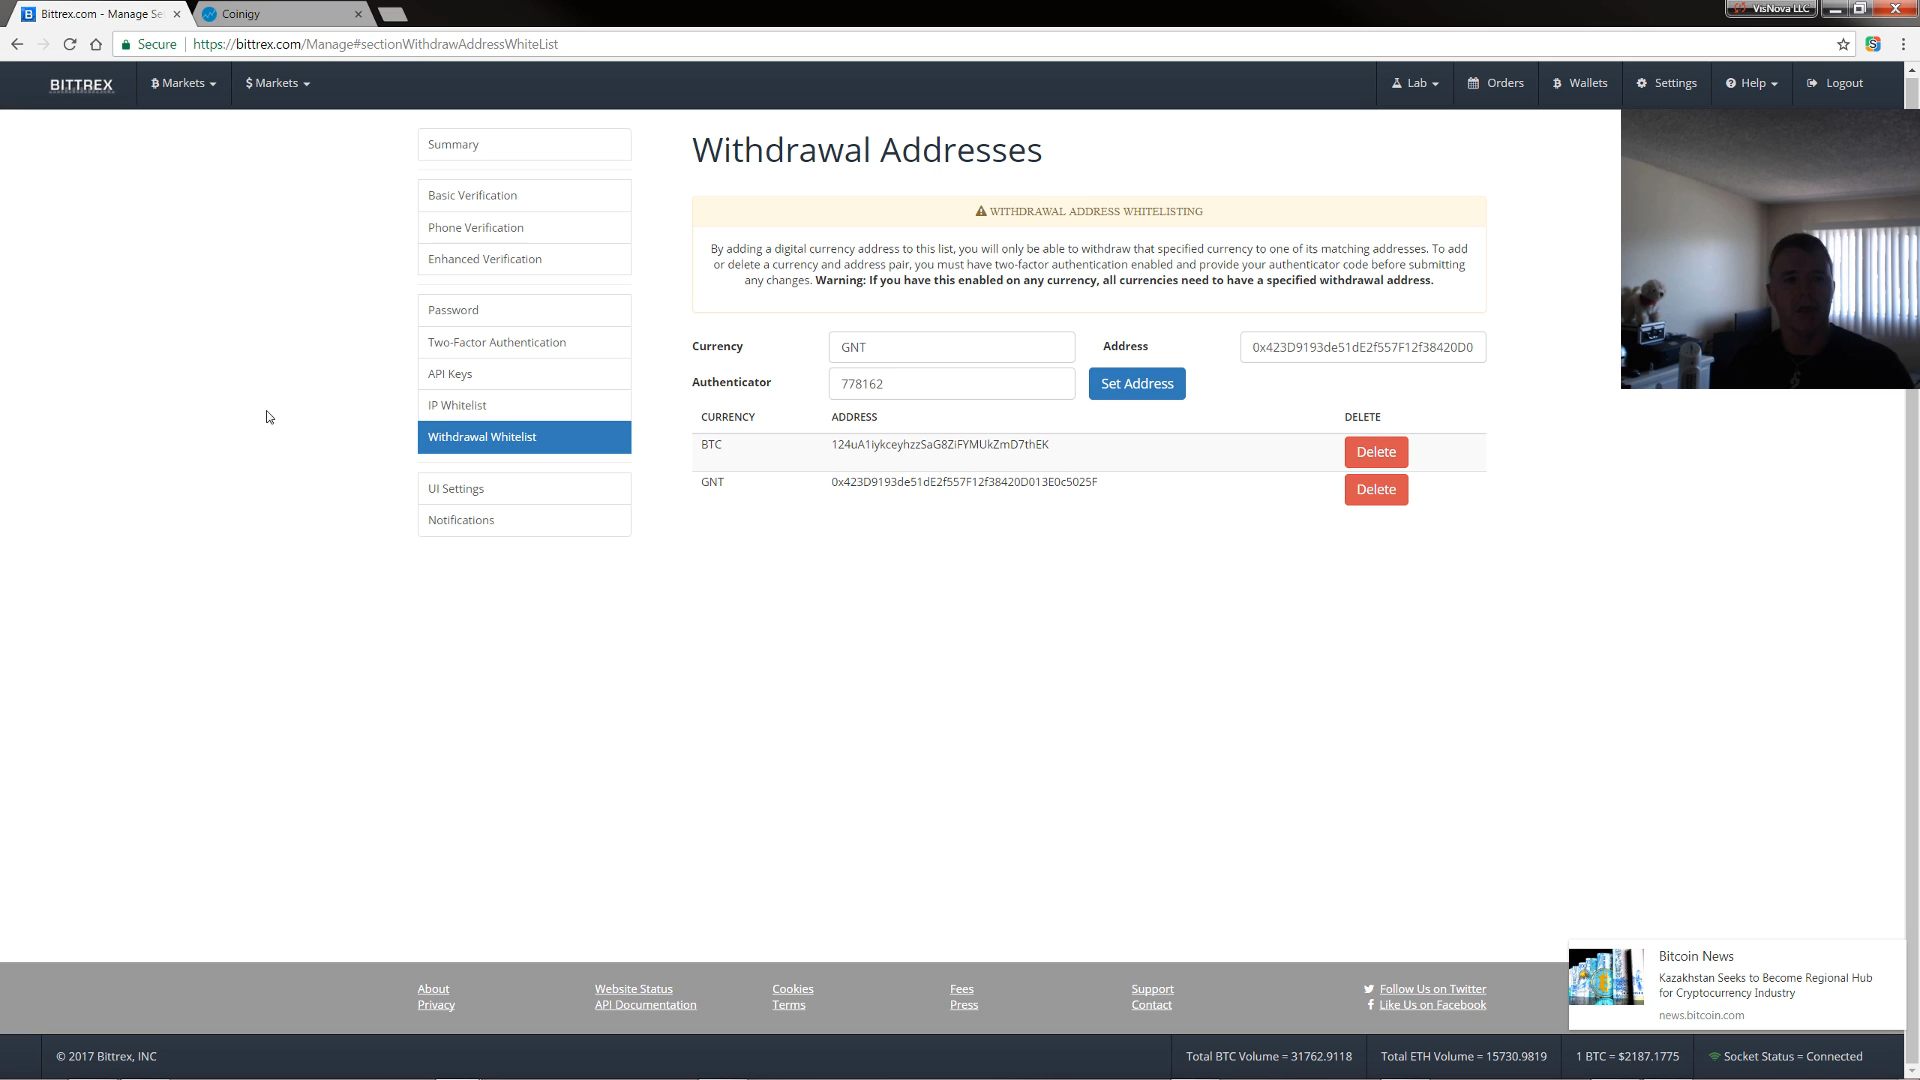 Bittrex.com - Manage Se
Coinigy
VisNova LLC
Secure
https://bittrex.com/Manage#sectionWithdrawAddressWhiteList
BITTREX
Markets
$ Markets
Lab
Orders
Wallets
Settings
Help
Logout
Summary
Basic Verification
Phone Verification
Enhanced Verification
Password
Two-Factor Authentication
API Keys
IP Whitelist
Withdrawal Whitelist
UI Settings
Notifications
Withdrawal Addresses
WITHDRAWAL ADDRESS WHITELISTING
By adding a digital currency address to this list, you will only be able to withdraw that specified currency to one of its matching addresses. To add
or delete a currency and address pair, you must have two-factor authentication enabled and provide your authenticator code before submitting
any changes. Warning: If you have this enabled on any currency, all currencies need to have a specified withdrawal address.
Currency GNT Address 0x423D9193de51dE2f557F12f38420D0
Authenticator 778162 Set Address
CURRENCY ADDRESS DELETE
BTC 124uA1iykceyhzzSaG8ZiFYMUkZmD7thEK Delete
GNT 0x423D9193de51dE2f557F12f38420D013E0c5025F Delete
About Website Status Cookies Fees Support Follow Us on Twitter
Privacy API Documentation Terms Press Contact Like Us on Facebook
Bitcoin News
Kazakhstan Seeks to Become Regional Hub
for Cryptocurrency Industry
news.bitcoin.com
© 2017 Bittrex, INC
Total BTC Volume = 31762.9118
Total ETH Volume = 15730.9819
1 BTC = $2187.1775
Socket Status = Connected